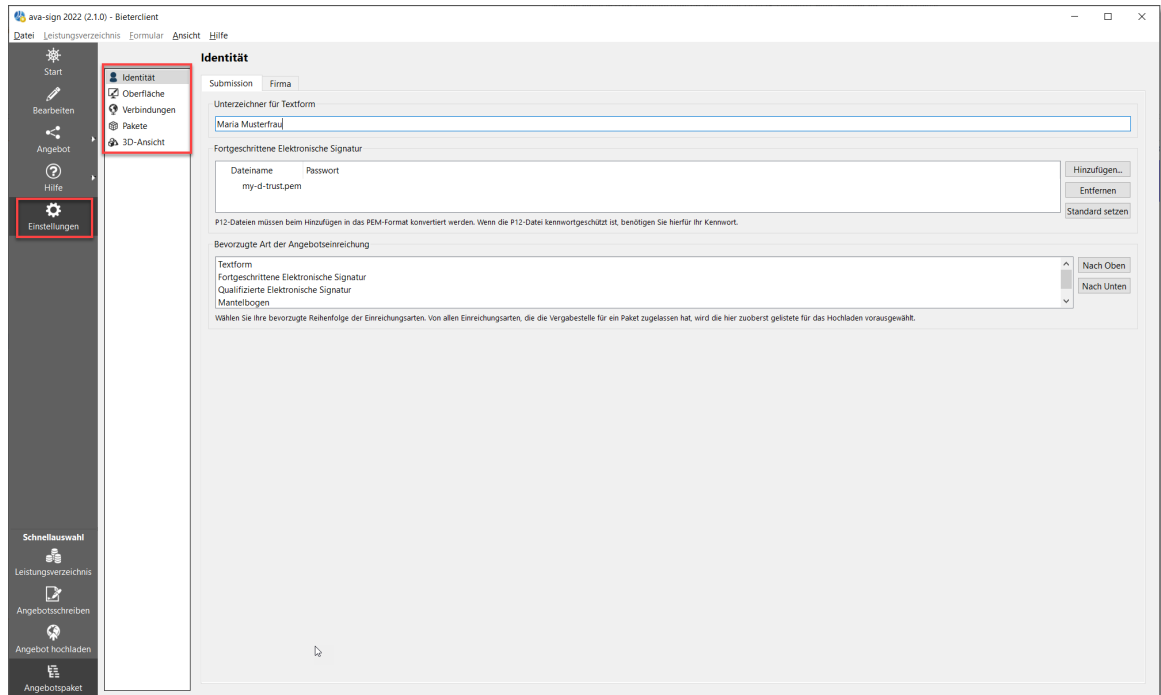 ava-sign 2022 (2.1.0) - Bieterclient
Datei Leistungsverzeichnis Formular Ansicht Hilfe
Start
Bearbeiten
Angebot
Hilfe
Einstellungen
Schnellauswahl
Leistungsverzeichnis
Angebotsschreiben
Angebot hochladen
Angebotspaket
Identität
Oberfläche
Verbindungen
Pakete
3D-Ansicht
Identität
Submission Firma
Unterzeichner für Textform
Maria Musterfrau
Fortgeschrittene Elektronische Signatur
Dateiname Passwort
my-d-trust.pem
Hinzufügen...
Entfernen
Standard setzen
P12-Dateien müssen beim Hinzufügen in das PEM-Format konvertiert werden. Wenn die P12-Datei kennwortgeschützt ist, benötigen Sie hierfür Ihr Kennwort.
Bevorzugte Art der Angebotseinreichung
Textform
Fortgeschrittene Elektronische Signatur
Qualifizierte Elektronische Signatur
Mantelbogen
Nach Oben
Nach Unten
Wählen Sie Ihre bevorzugte Reihenfolge der Einreichungsarten. Von allen Einreichungsarten, die die Vergabestelle für ein Paket zugelassen hat, wird die hier zuoberst gelistete für das Hochladen vorausgewählt.